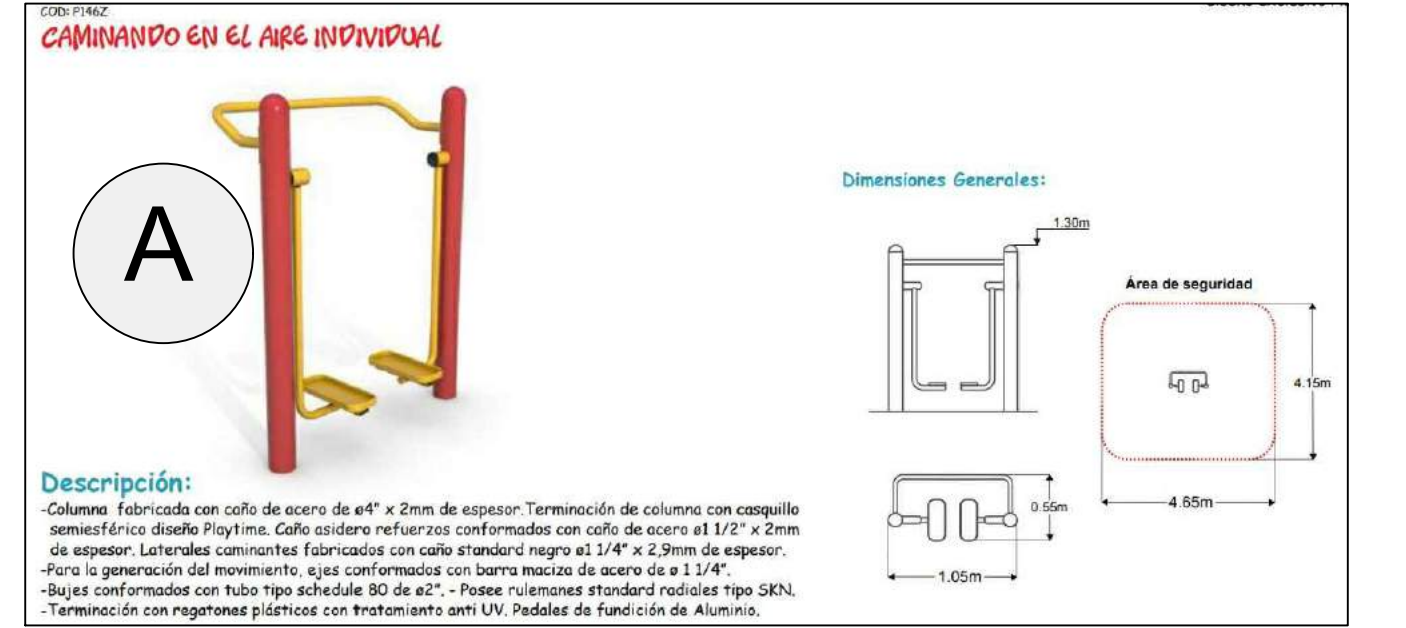 COD: P146Z
CAMINANDO EN EL AIRE INDIVIDUAL
A
Dimensiones Generales:
1.30m
Área de seguridad
4.15m
4.65m
0.55m
1.05m
Descripción:
-Columna fabricada con caño de acero de ø4" x 2mm de espesor.Terminación de columna con casquillo
semiesférico diseño Playtime. Caño asidero refuerzos conformados con caño de acero ø1 1/2" x 2mm
de espesor. Laterales caminantes fabricados con caño standard negro ø1 1/4" x 2,9mm de espesor.
-Para la generación del movimiento, ejes conformados con barra maciza de acero de ø 1 1/4".
-Bujes conformados con tubo tipo schedule 80 de ø2". - Posee rulemanes standard radiales tipo SKN.
-Terminación con regatones plásticos con tratamiento anti UV. Pedales de fundición de Aluminio.